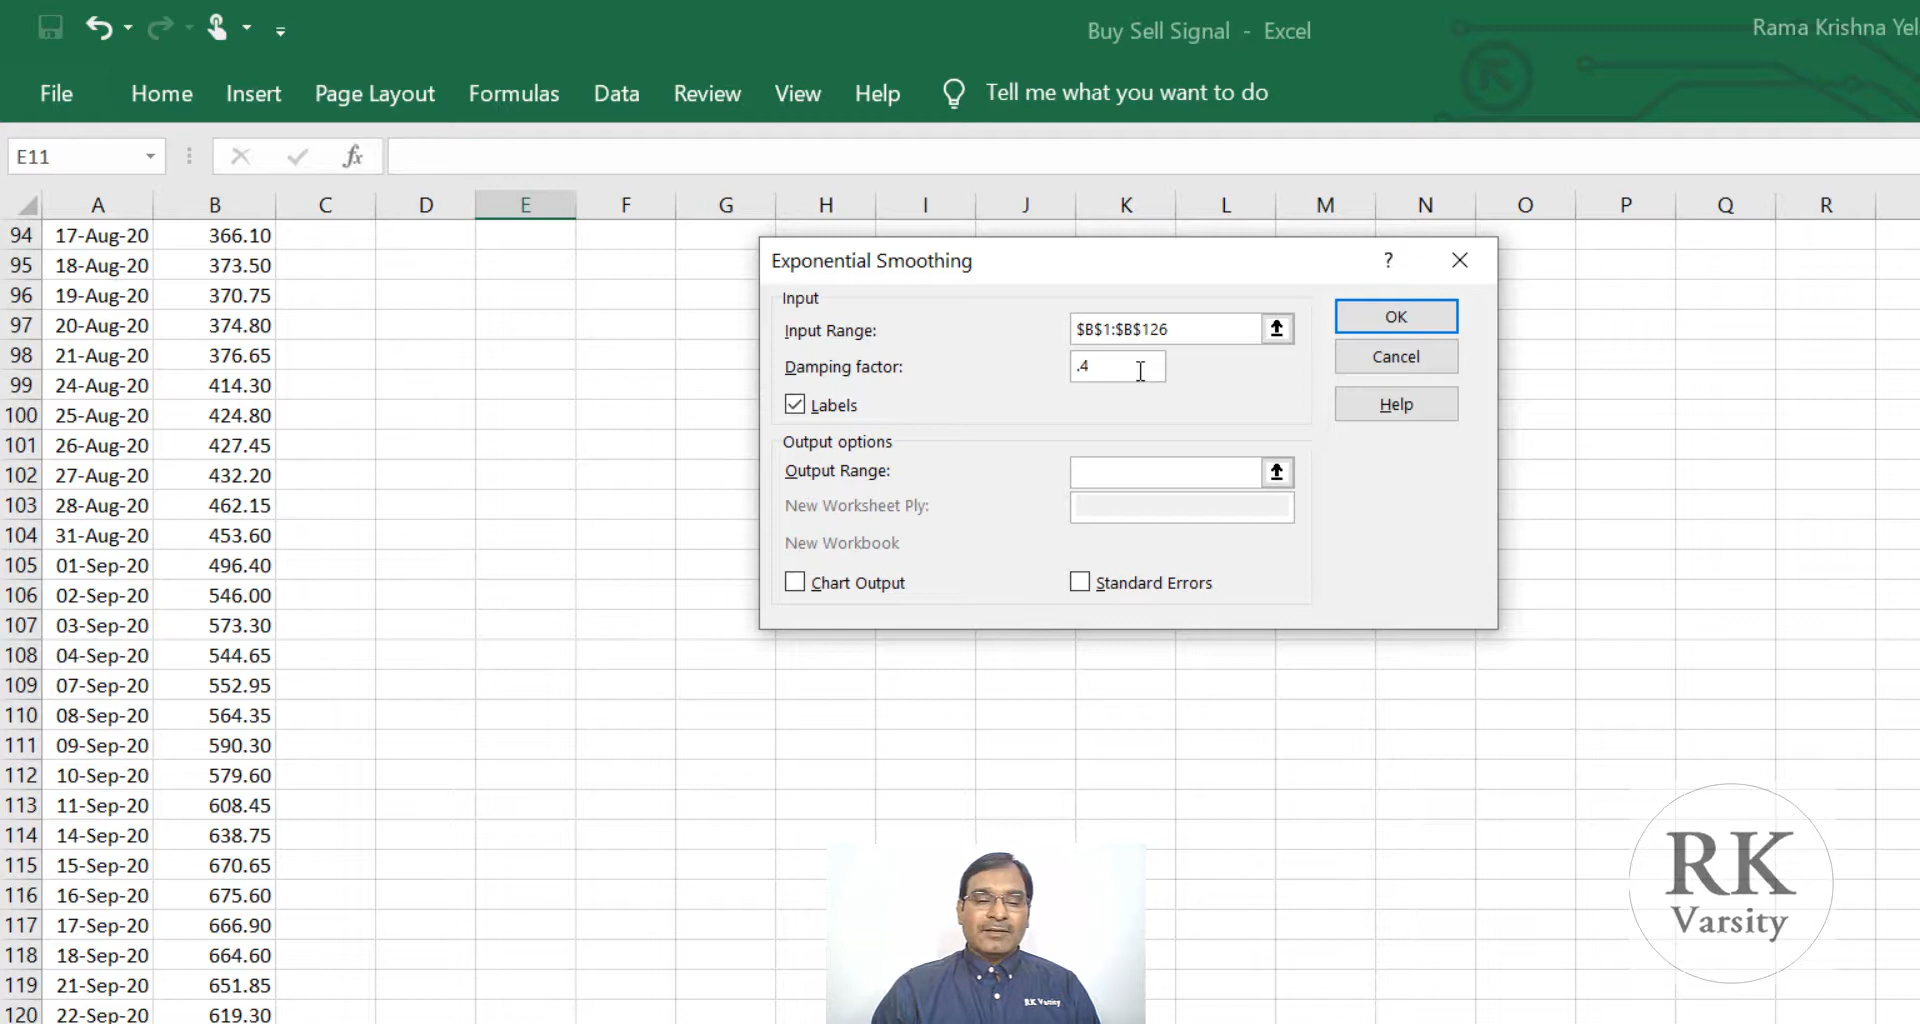 Buy Sell Signal - Excel
Rama Krishna Yel
File Home Insert Page Layout Formulas Data Review View Help Tell me what you want to do
E11 fx
A B C D E F G H I J K L M N O P Q R
94 17-Aug-20 366.10
95 18-Aug-20 373.50
96 19-Aug-20 370.75
97 20-Aug-20 374.80
98 21-Aug-20 376.65
99 24-Aug-20 414.30
100 25-Aug-20 424.80
101 26-Aug-20 427.45
102 27-Aug-20 432.20
103 28-Aug-20 462.15
104 31-Aug-20 453.60
105 01-Sep-20 496.40
106 02-Sep-20 546.00
107 03-Sep-20 573.30
108 04-Sep-20 544.65
109 07-Sep-20 552.95
110 08-Sep-20 564.35
111 09-Sep-20 590.30
112 10-Sep-20 579.60
113 11-Sep-20 608.45
114 14-Sep-20 638.75
115 15-Sep-20 670.65
116 16-Sep-20 675.60
117 17-Sep-20 666.90
118 18-Sep-20 664.60
119 21-Sep-20 651.85
120 22-Sep-20 619.30
Exponential Smoothing ?
Input
Input Range: $B$1:$B$126
Damping factor: .4
Labels
OK
Cancel
Help
Output options
Output Range:
New Worksheet Ply:
New Workbook
Chart Output Standard Errors
RK Varsity
RK
Varsity